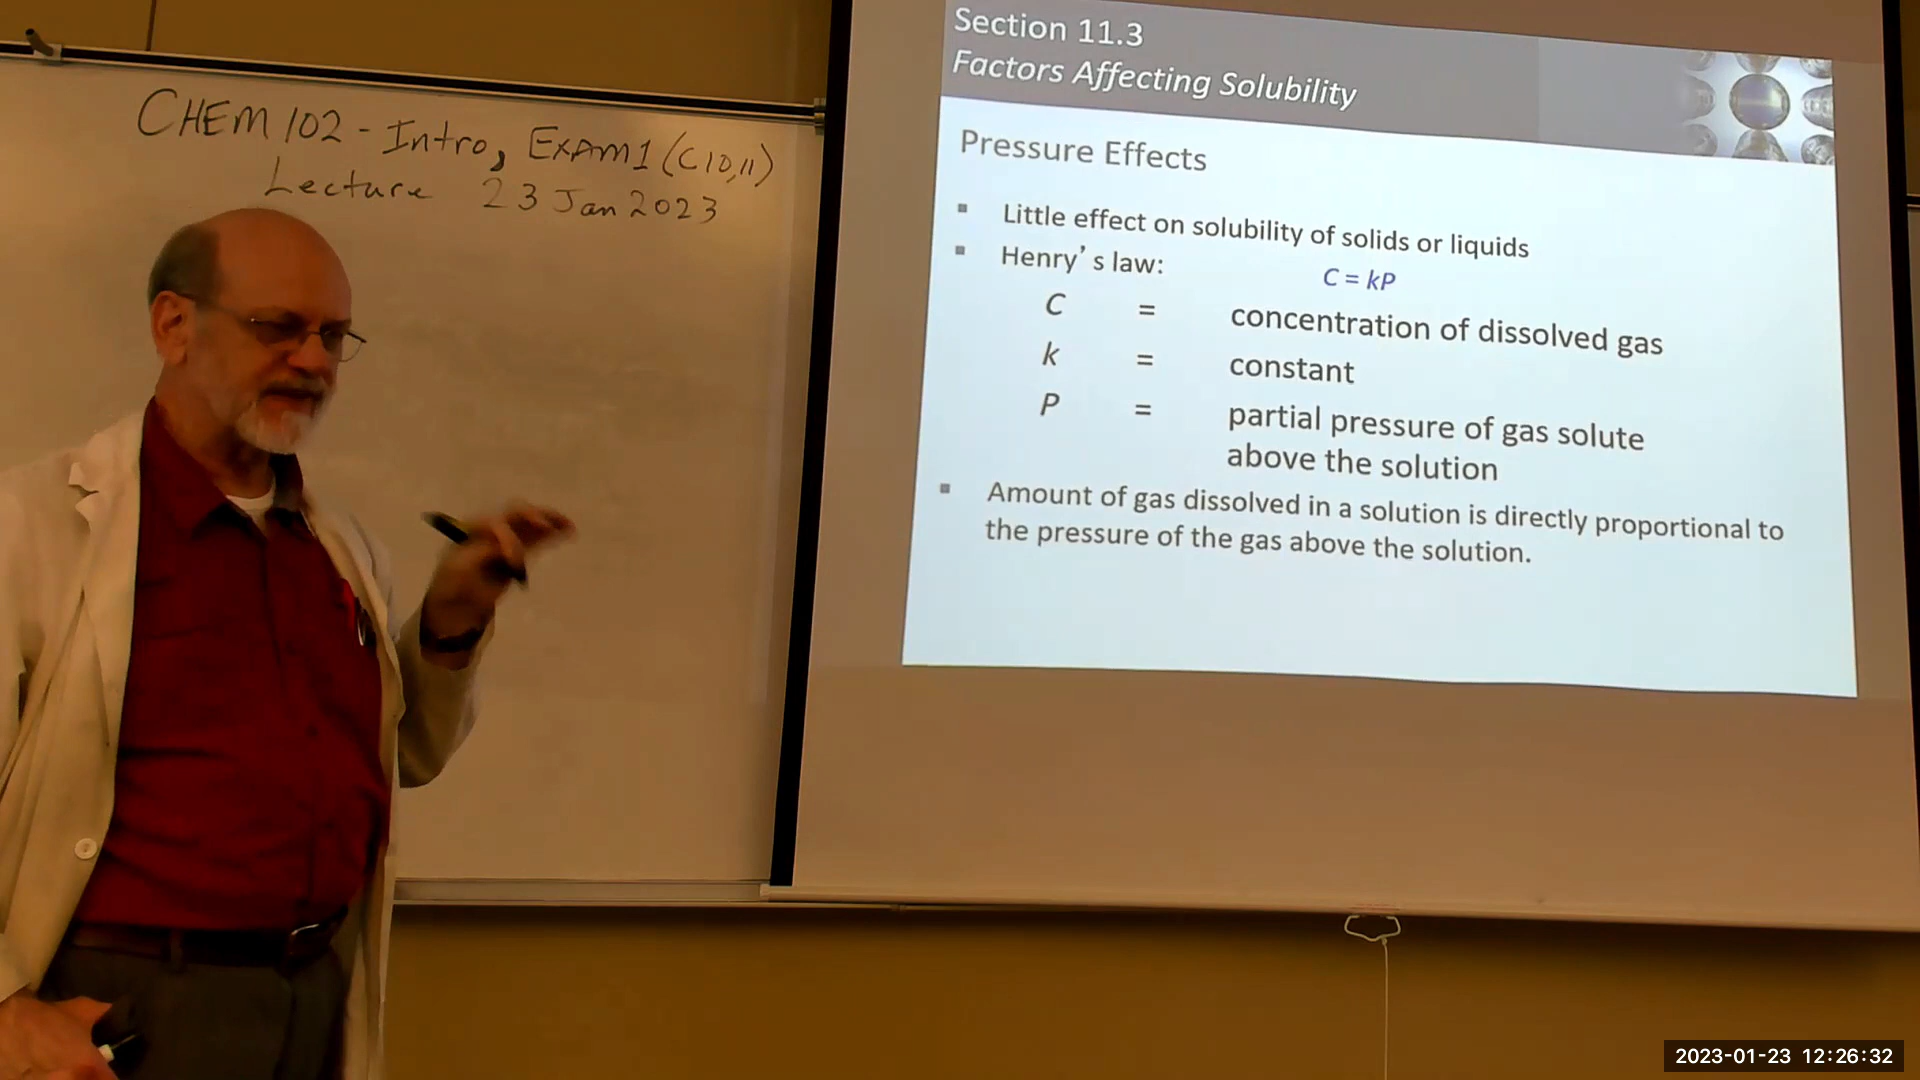 CHEM 102 - Intro, EXAM 1 (C10,11)
Lecture 23 Jan 2023
Section 11.3
Factors Affecting Solubility
Pressure Effects
▪ Little effect on solubility of solids or liquids
▪ Henry's law:
C = kP
C = concentration of dissolved gas
k = constant
P = partial pressure of gas solute
above the solution
▪ Amount of gas dissolved in a solution is directly proportional to
the pressure of the gas above the solution.
2023-01-23 12:26:32